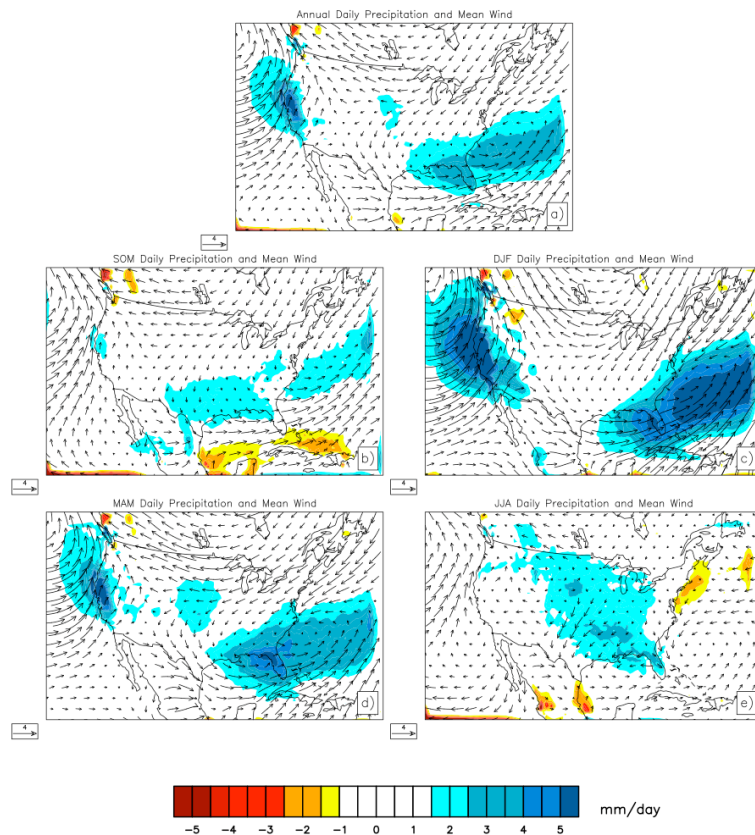 Annual Daily Precipitation and Mean Wind
a)
4
SOM Daily Precipitation and Mean Wind
DJF Daily Precipitation and Mean Wind
b)
c)
4
4
MAM Daily Precipitation and Mean Wind
JJA Daily Precipitation and Mean Wind
d)
e)
4
4
mm/day
-5 -4 -3 -2 -1 0 1 2 3 4 5